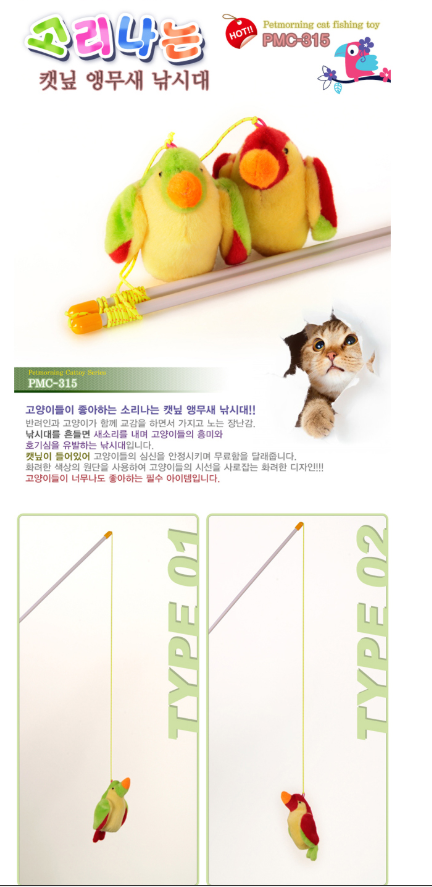 소리나는
캣닢 앵무새 낚시대
HOT!!
Petmorning cat fishing toy
PMC-315
Petmorning Catnip Series
PMC-315
고양이들이 좋아하는 소리나는 캣닢 앵무새 낚시대!!
반려인과 고양이가 함께 교감을 하면서 가지고 노는 장난감.
낚시대를 흔들면 새소리를 내며 고양이들의 흥미와
호기심을 유발하는 낚시대입니다.
캣닢이 들어있어 고양이들의 심신을 안정시키며 무료함을 달래줍니다.
화려한 색상의 원단을 사용하여 고양이들의 시선을 사로잡는 화려한 디자인!!!
고양이들이 너무나도 좋아하는 필수 아이템입니다.
TYPE 01
TYPE 02